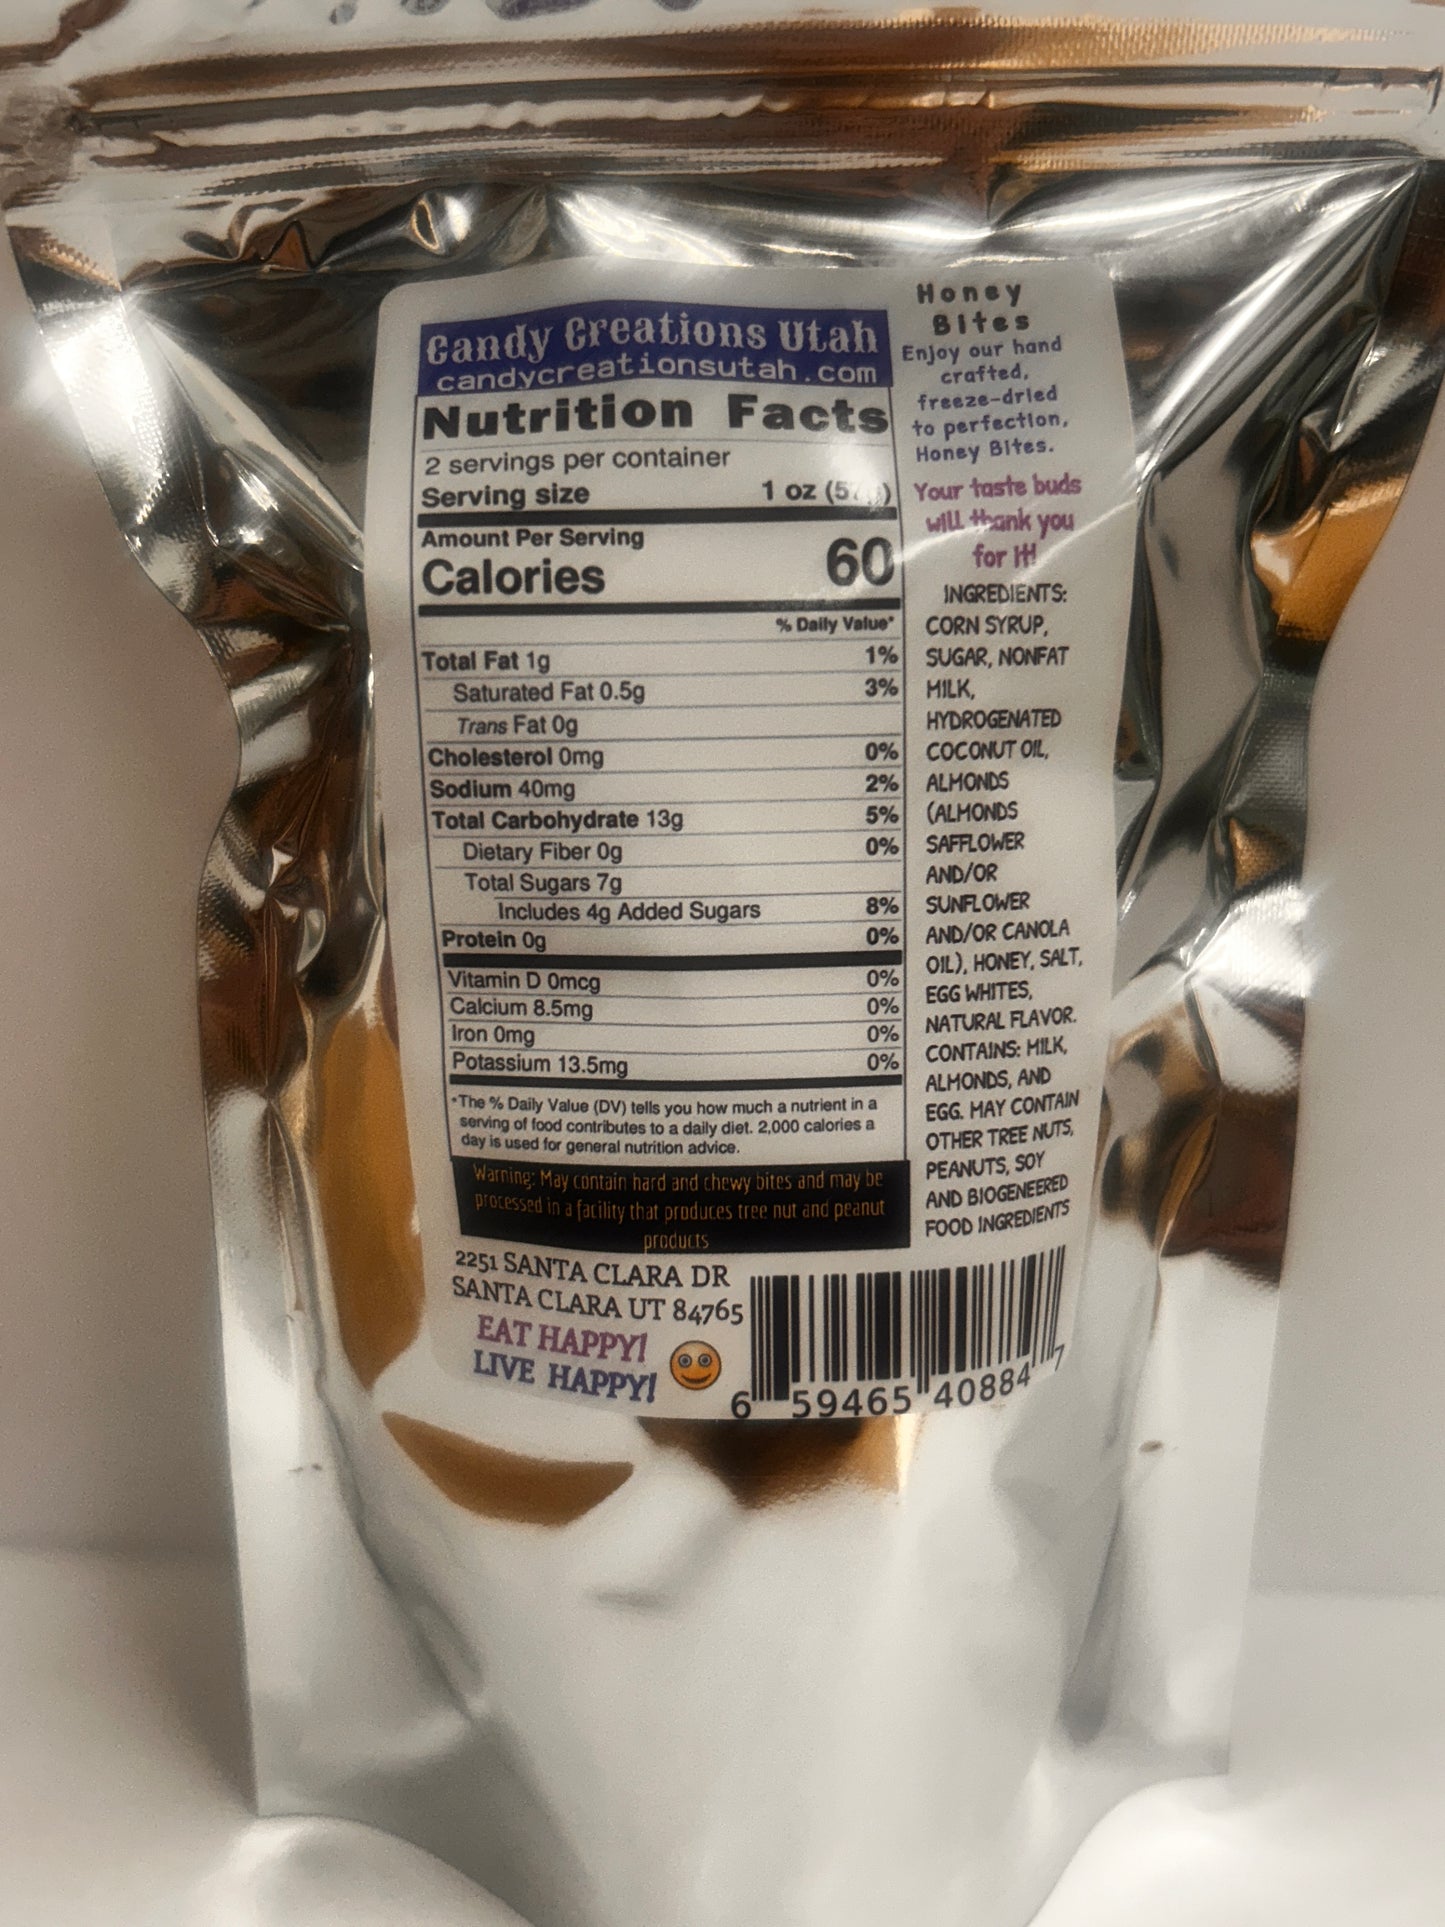 Candy Creations Utah
candycreationsutah.com
Nutrition Facts
2 servings per container
Serving size 1 oz
Amount Per Serving
Calories 60
% Daily Value*
Total Fat 1g 1%
Saturated Fat 0.5g 3%
Trans Fat 0g
Cholesterol 0mg 0%
Sodium 40mg 2%
Total Carbohydrate 13g 5%
Dietary Fiber 0g 0%
Total Sugars 7g
Includes 4g Added Sugars 8%
Protein 0g 0%
Vitamin D 0mcg 0%
Calcium 8.5mg 0%
Iron 0mg 0%
Potassium 13.5mg 0%
*The % Daily Value (DV) tells you how much a nutrient in a
serving of food contributes to a daily diet. 2,000 calories a
day is used for general nutrition advice.
Warning: May contain hard and chewy bites and may be
processed in a facility that produces tree nut and peanut
products
2251 SANTA CLARA DR
SANTA CLARA UT 84765
EAT HAPPY!
LIVE HAPPY!
Honey
Bites
Enjoy our hand
crafted,
freeze-dried
to perfection,
Honey Bites.
Your taste buds
will thank you
for it!
INGREDIENTS:
CORN SYRUP,
SUGAR, NONFAT
MILK,
HYDROGENATED
COCONUT OIL,
ALMONDS
(ALMONDS
SAFFLOWER
AND/OR
SUNFLOWER
AND/OR CANOLA
OIL), HONEY, SALT,
EGG WHITES,
NATURAL FLAVOR.
CONTAINS: MILK,
ALMONDS, AND
EGG. MAY CONTAIN
OTHER TREE NUTS,
PEANUTS, SOY
AND BIOGENEERED
FOOD INGREDIENTS
6 59465 40884 7